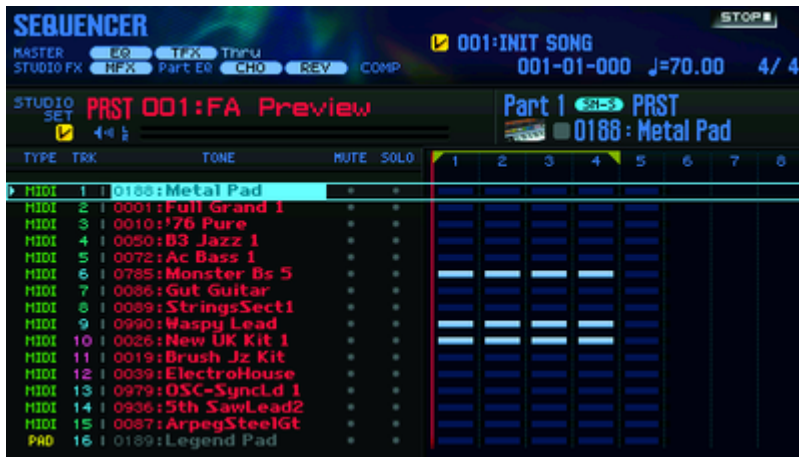 SEQUENCER
STOP
MASTER EQ TFX Thru
STUDIO FX MFX Part EQ CHO REV COMP
001:INIT SONG
001-01-000 ♩=70.00 4/ 4
STUDIO SET PRST 001:FA Preview
Part 1 SN-S PRST
0188:Metal Pad
TYPE TRK TONE MUTE SOLO 1 2 3 4 5 6 7 8
MIDI 1 0188:Metal Pad
MIDI 2 0001:Full Grand 1
MIDI 3 0010:'76 Pure
MIDI 4 0050:B3 Jazz 1
MIDI 5 0072:Ac Bass 1
MIDI 6 0785:Monster Bs 5
MIDI 7 0086:Gut Guitar
MIDI 8 0089:StringsSect1
MIDI 9 0990:Waspy Lead
MIDI 10 0026:New UK Kit 1
MIDI 11 0019:Brush Jz Kit
MIDI 12 0039:ElectroHouse
MIDI 13 0979:OSC-SyncLd 1
MIDI 14 0936:5th SawLead2
MIDI 15 0087:ArpegSteelGt
PAD 16 0189:Legend Pad